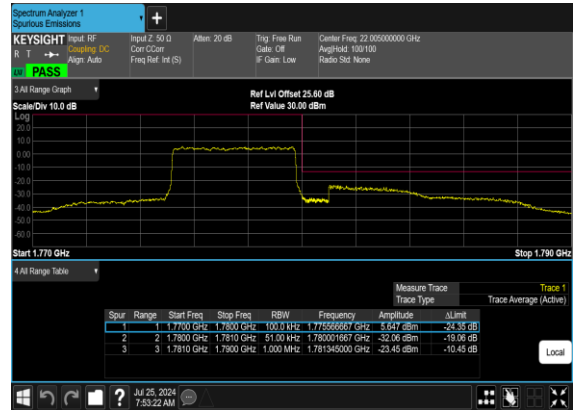 Spectrum Analyzer 1
Spurious Emissions
KEYSIGHT Input: RF Input Z: 50 Ω Atten: 20 dB Trig: Free Run Center Freq: 22.005000000 GHz
R T Coupling: DC Corr CCorr Gate: Off Avg|Hold: 100/100
Align: Auto Freq Ref: Int (S) IF Gain: Low Radio Std: None
LW PASS
3 All Range Graph
Ref Lvl Offset 25.60 dB
Scale/Div 10.0 dB Ref Value 30.00 dBm
Log
20.0
10.0
0.00
-10.0
-20.0
-30.0
-40.0
-50.0
-60.0
Start 1.770 GHz Stop 1.790 GHz
4 All Range Table
Measure Trace Trace 1
Trace Type Trace Average (Active)
Spur Range Start Freq Stop Freq RBW Frequency Amplitude ΔLimit
1 1 1.7700 GHz 1.7800 GHz 100.0 kHz 1.775566667 GHz 5.647 dBm -24.35 dB
2 2 1.7800 GHz 1.7810 GHz 51.00 kHz 1.780001667 GHz -32.06 dBm -19.06 dB
3 3 1.7810 GHz 1.7900 GHz 1.000 MHz 1.781345000 GHz -23.45 dBm -10.45 dB
Local
? Jul 25, 2024
7:53:22 AM